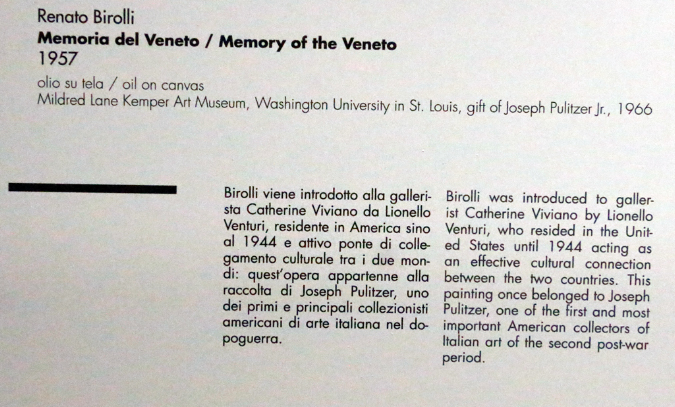 Renato Birolli
Memoria del Veneto / Memory of the Veneto
1957
olio su tela / oil on canvas
Mildred Lane Kemper Art Museum, Washington University in St. Louis, gift of Joseph Pulitzer Jr., 1966
Birolli viene introdotto alla galleri-
sta Catherine Viviano da Lionello
Venturi, residente in America sino
al 1944 e attivo ponte di colle-
gamento culturale tra i due mon-
di: quest'opera appartenne alla
raccolta di Joseph Pulitzer, uno
dei primi e principali collezionisti
americani di arte italiana nel do-
poguerra.
Birolli was introduced to galler-
ist Catherine Viviano by Lionello
Venturi, who resided in the Unit-
ed States until 1944 acting as
an effective cultural connection
between the two countries. This
painting once belonged to Joseph
Pulitzer, one of the first and most
important American collectors of
Italian art of the second post-war
period.